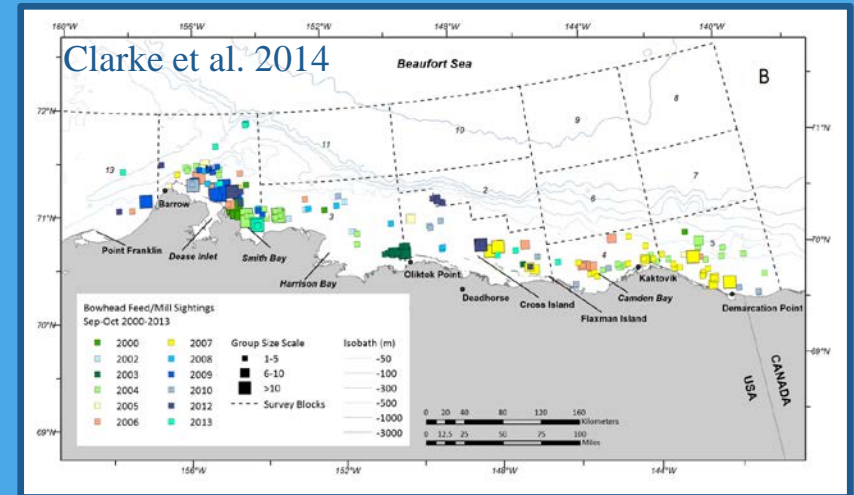 160°W
156°W
152°W
148°W
144°W
140°W
Clarke et al. 2014
Beaufort Sea
B
72°N
71°N
70°N
69°N
71°N
70°N
69°N
13
11
10
9
8
2
6
7
3
4
5
Barrow
Point Franklin
Dease Inlet
Smith Bay
Harrison Bay
Oliktok Point
Deadhorse
Cross Island
Flaxman Island
Camden Bay
Kaktovik
Demarcation Point
USA
CANADA
Bowhead Feed/Mill Sightings
Sep-Oct 2000-2013
2000
2002
2003
2004
2005
2006
2007
2008
2009
2010
2012
2013
Group Size Scale
1-5
6-10
>10
Survey Blocks
Isobath (m)
-50
-100
-300
-500
-1000
-3000
0 20 40 80 120 160
Kilometers
0 12.5 25 50 75 100
Miles
156°W
152°W
148°W
144°W